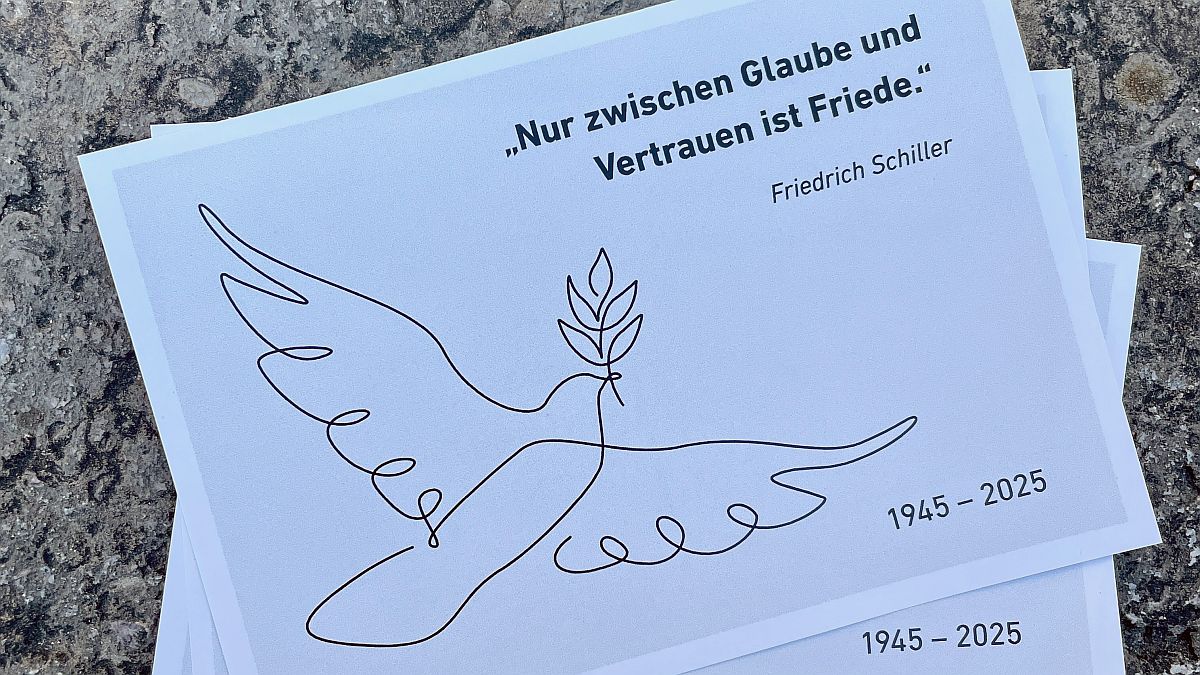 „Nur zwischen Glaube und
Vertrauen ist Friede.“
Friedrich Schiller
1945 – 2025
1945 – 2025